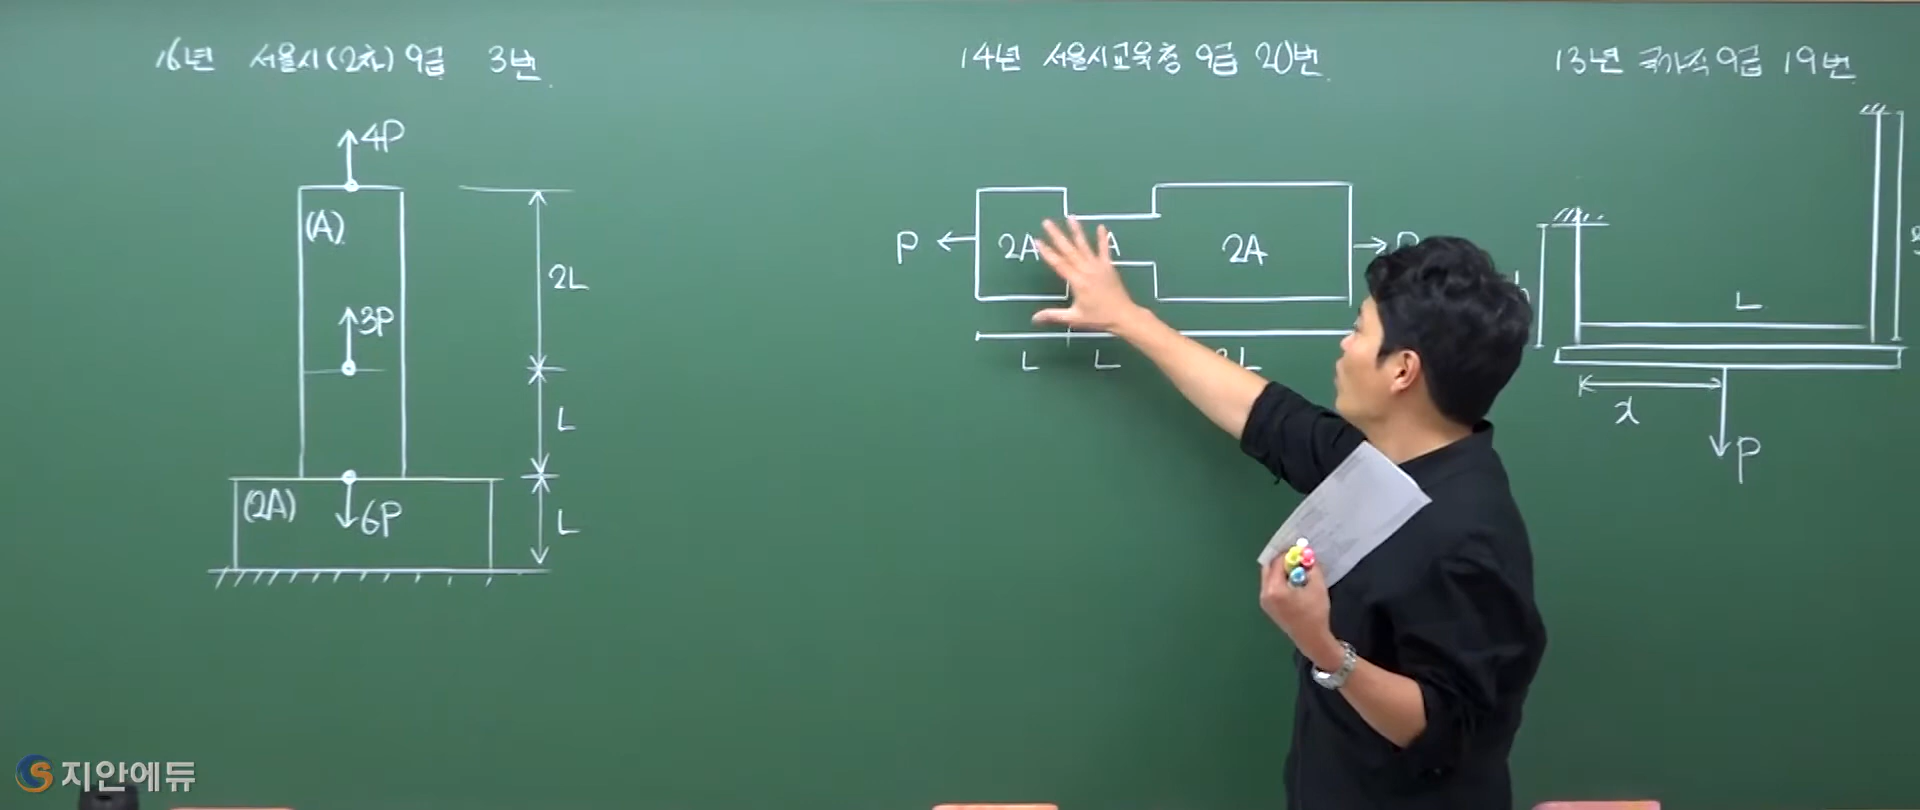 16년 서울시(2차) 9급 3번.
4P
(A)
2L
3P
L
(2A)
6P
L
14년 서울시교육청 9급 20번.
P
2A
A
2A
L
L
2L
13년 국가직 9급 19번.
L
h
x
P
지안에듀